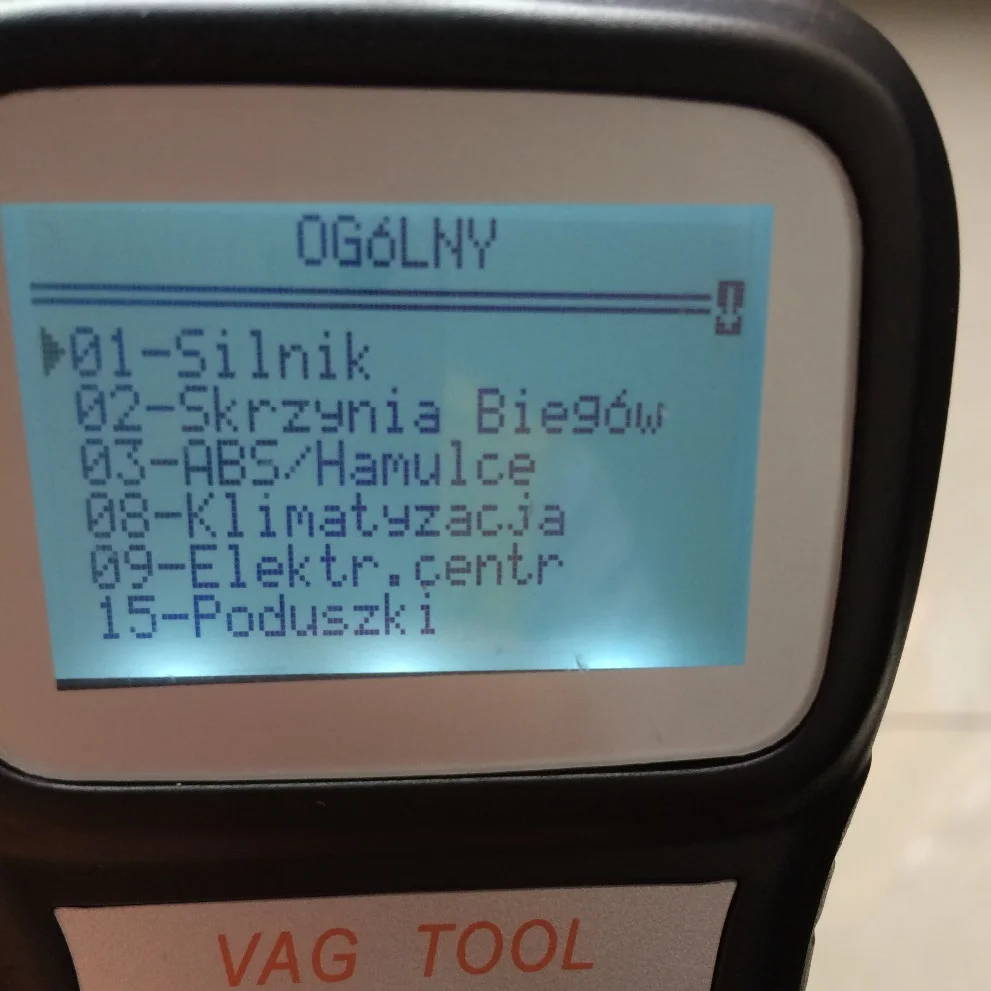 OGóLNY
01-Silnik
02-Skrzynia Biegów
03-ABS/Hamulce
08-Klimatyzacja
09-Elektr.centr
15-Poduszki
VAG TOOL